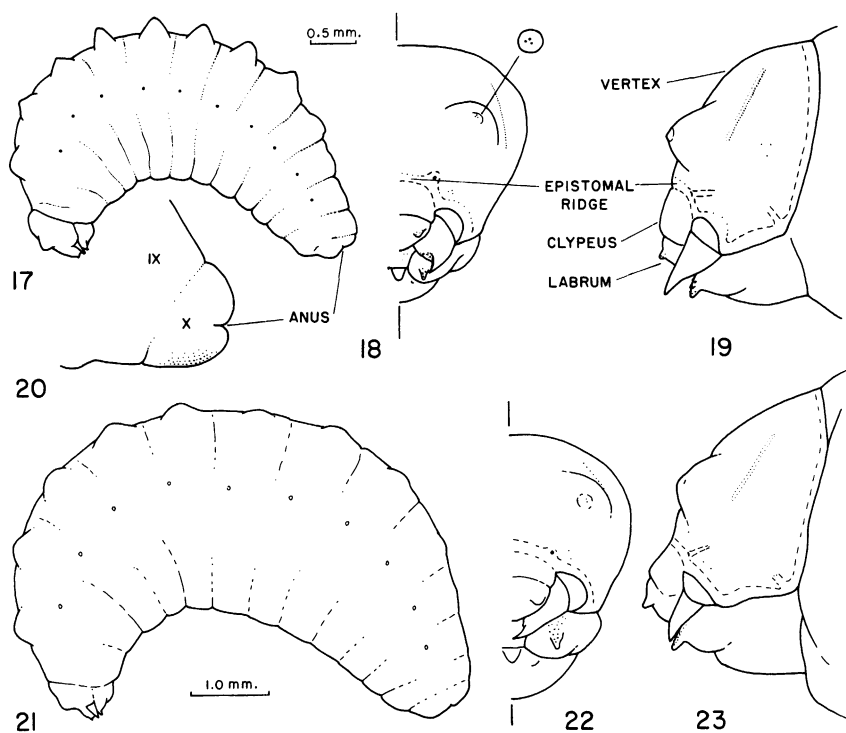 0.5 mm.
VERTEX
EPISTOMAL
RIDGE
CLYPEUS
LABRUM
17
IX
X
ANUS
18
19
20
1.0 mm.
21
22
23